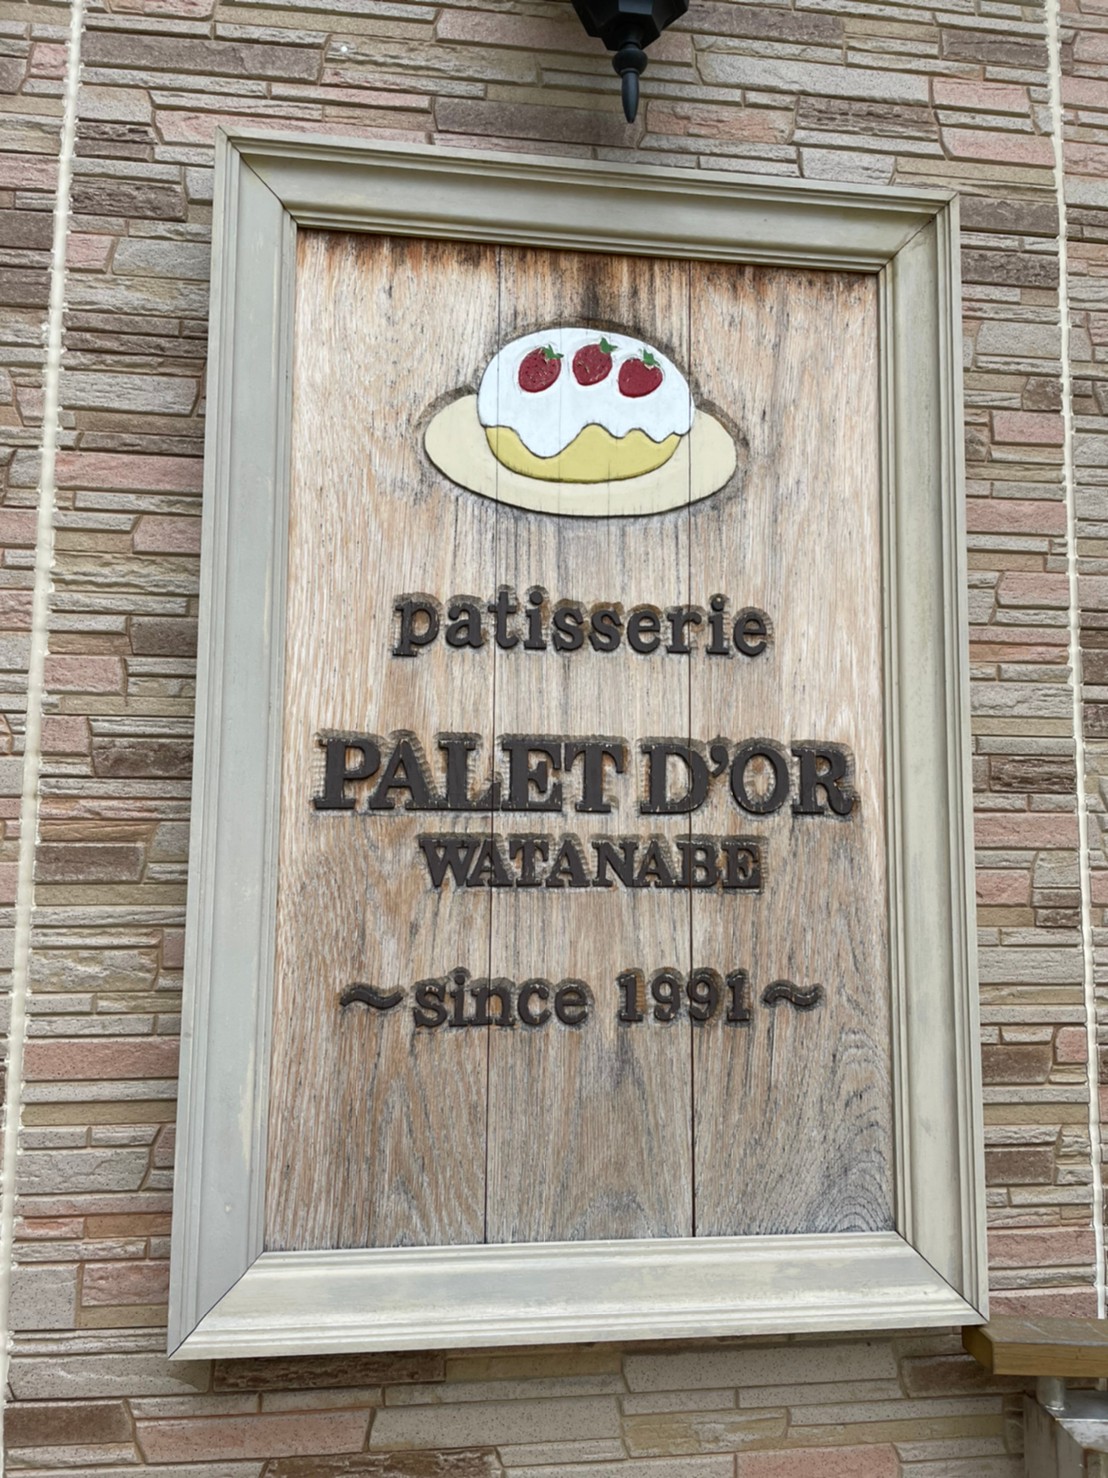 patisserie
PALET D'OR
WATANABE
~since 1991~